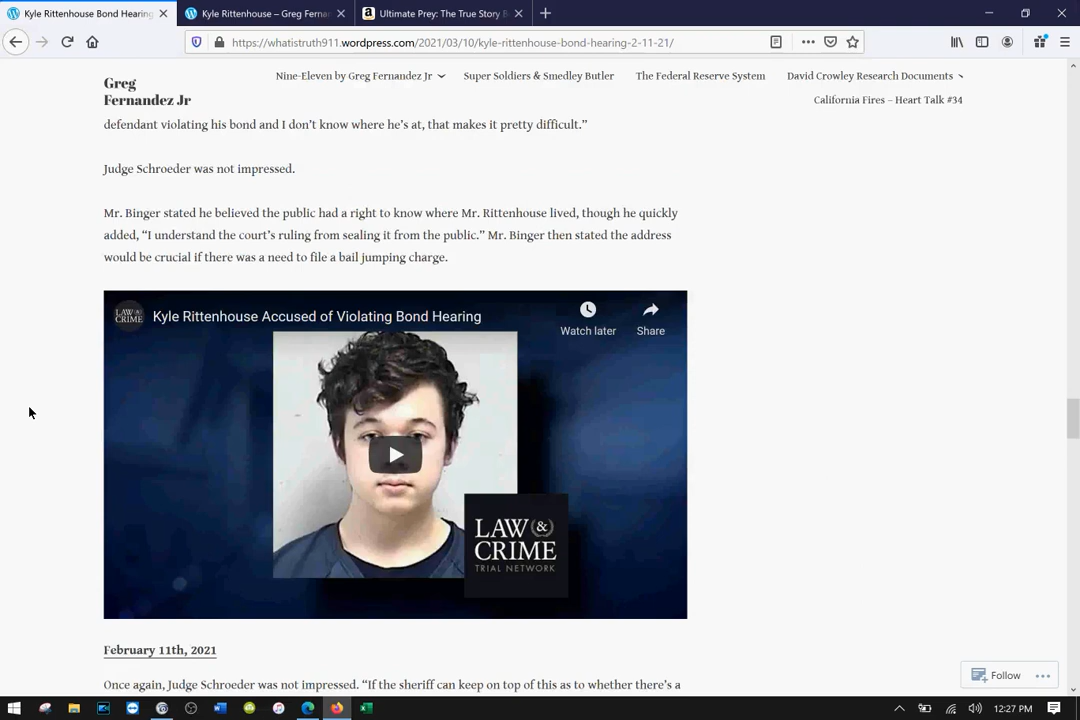 Kyle Rittenhouse Bond Hearing
Kyle Rittenhouse – Greg Fernan
Ultimate Prey: The True Story B
https://whatistruth911.wordpress.com/2021/03/10/kyle-rittenhouse-bond-hearing-2-11-21/
Greg
Fernandez Jr
Nine-Eleven by Greg Fernandez Jr
Super Soldiers & Smedley Butler
The Federal Reserve System
David Crowley Research Documents
California Fires – Heart Talk #34
defendant violating his bond and I don't know where he's at, that makes it pretty difficult.”
Judge Schroeder was not impressed.
Mr. Binger stated he believed the public had a right to know where Mr. Rittenhouse lived, though he quickly
added, “I understand the court's ruling from sealing it from the public.” Mr. Binger then stated the address
would be crucial if there was a need to file a bail jumping charge.
LAW&
CRIME
Kyle Rittenhouse Accused of Violating Bond Hearing
Watch later
Share
LAW &
CRIME
TRIAL NETWORK
February 11th, 2021
Once again, Judge Schroeder was not impressed. “If the sheriff can keep on top of this as to whether there's a
Follow
12:27 PM